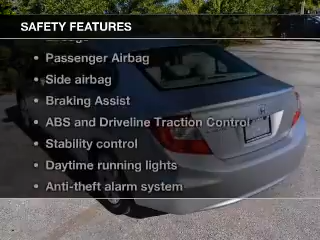 SAFETY FEATURES
• Passenger Airbag
• Side airbag
• Braking Assist
• ABS and Driveline Traction Control
• Stability control
• Daytime running lights
• Anti-theft alarm system